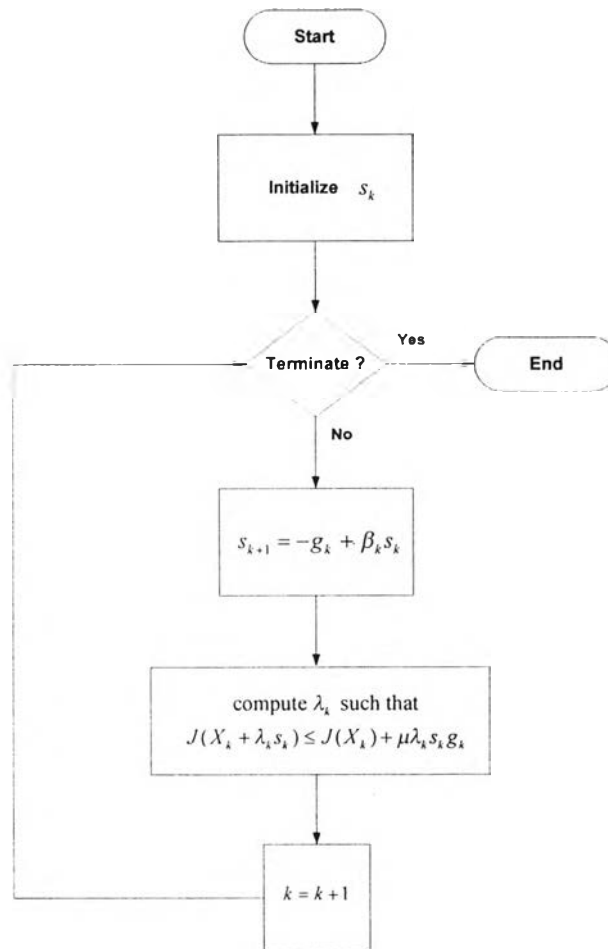 Start
Initialize s_k
Terminate ?
Yes
End
No
s_{k+1} = −g_k + β_k s_k
compute λ_k such that
J(X_k + λ_k s_k) ≤ J(X_k) + μλ_k s_k g_k
k = k + 1